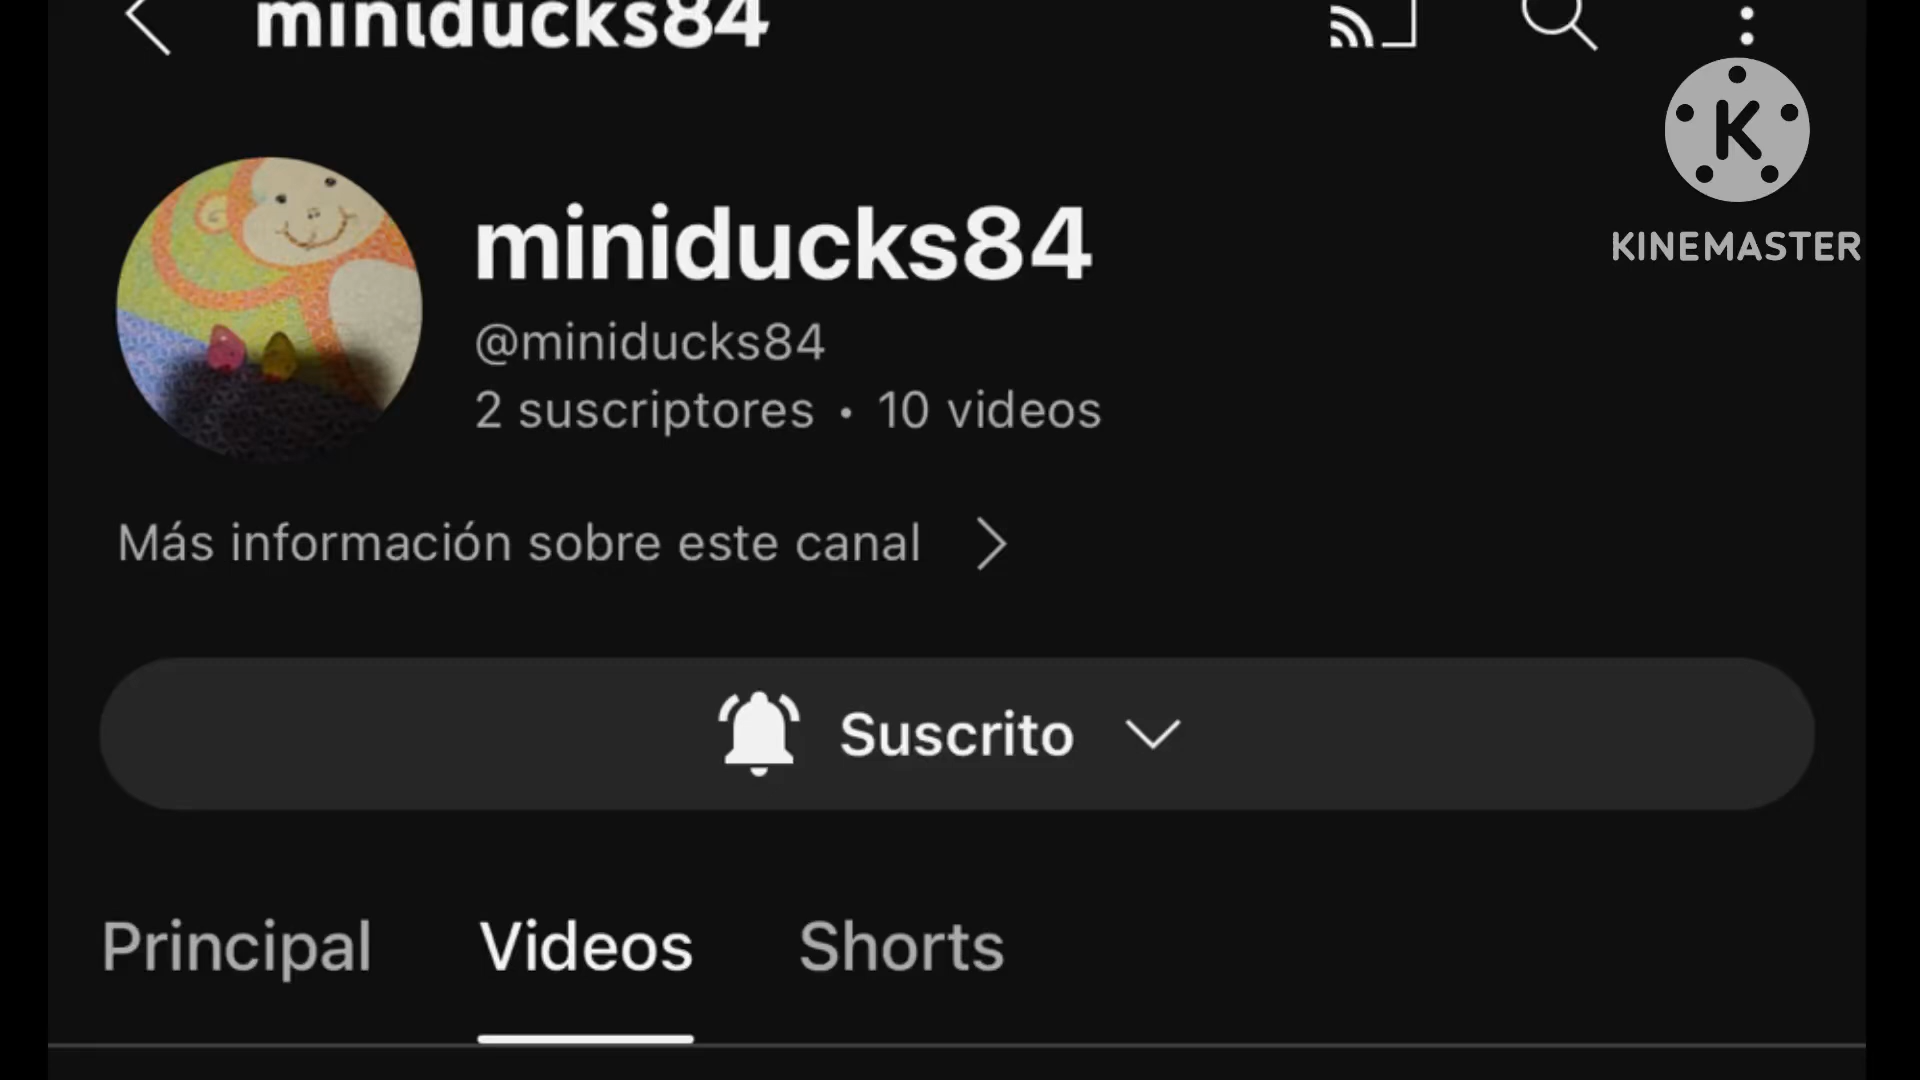 miniducks84
K
KINEMASTER
miniducks84
@miniducks84
2 suscriptores • 10 videos
Más información sobre este canal
Suscrito
Principal Videos Shorts